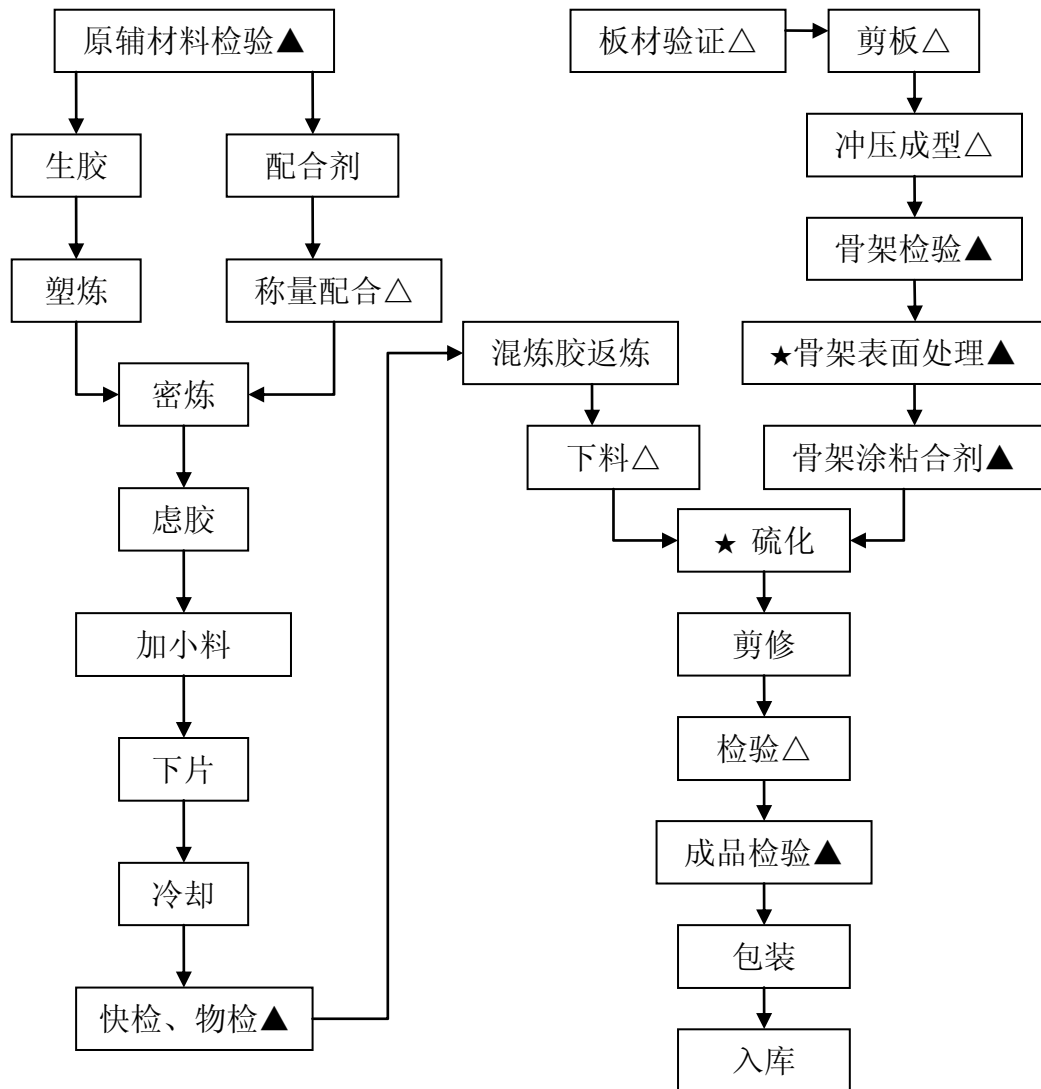 原辅材料检验▲
生胶
配合剂
塑炼
称量配合△
密炼
虑胶
加小料
下片
冷却
快检、物检▲
混炼胶返炼
下料△
板材验证△
剪板△
冲压成型△
骨架检验▲
★骨架表面处理▲
骨架涂粘合剂▲
★ 硫化
剪修
检验△
成品检验▲
包装
入库